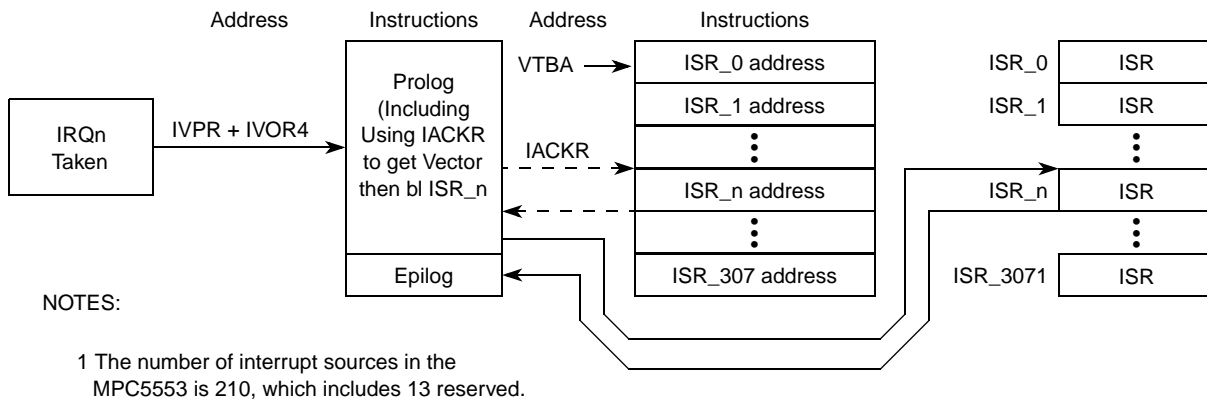 Address
Instructions
Address
Instructions
IRQn
Taken
IVPR + IVOR4
Prolog
(Including
Using IACKR
to get Vector
then bl ISR_n
Epilog
VTBA
IACKR
ISR_0 address
ISR_1 address
ISR_n address
ISR_307 address
ISR_0
ISR
ISR_1
ISR
ISR_n
ISR
ISR_3071
ISR
NOTES:
1 The number of interrupt sources in the
MPC5553 is 210, which includes 13 reserved.